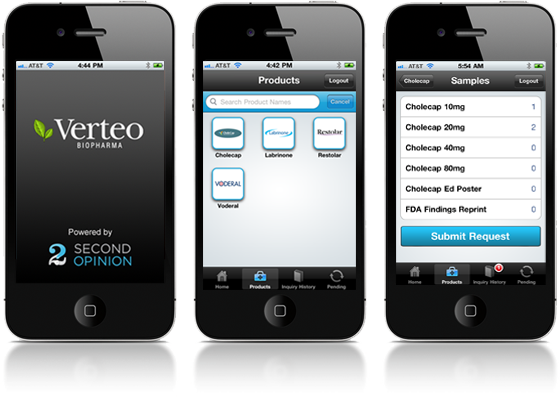 AT&T 4:44 PM
Verteo
BIOPHARMA
Powered by
2 SECOND
OPINION
AT&T 4:42 PM
Products Logout
Search Product Names Cancel
Labrinone
Restolar
Cholecap Labrinone Restolar
VODERAL
Voderal
Home Products Inquiry History Pending
AT&T 5:54 AM
Cholecap Samples Logout
Cholecap 10mg 1
Cholecap 20mg 2
Cholecap 40mg 0
Cholecap 80mg 0
Cholecap Ed Poster 0
FDA Findings Reprint 0
Submit Request
Home Products Inquiry History Pending